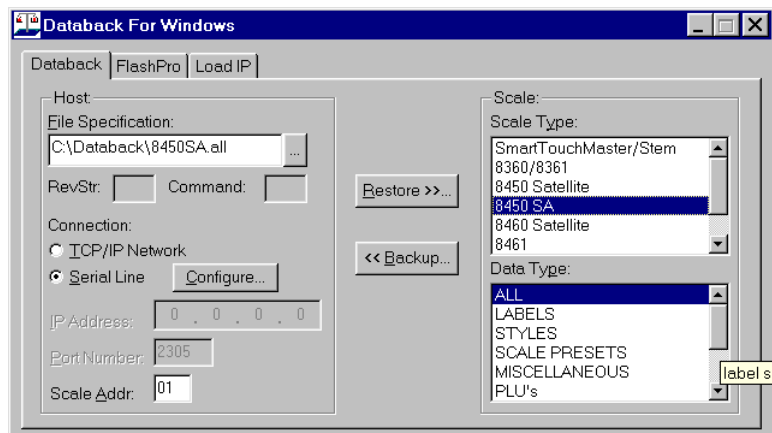 Databack For Windows
Databack FlashPro Load IP
Host:
File Specification:
C:\Databack\8450SA.all ...
RevStr: Command:
Connection:
TCP/IP Network
Serial Line Configure...
IP Address: 0 . 0 . 0 . 0
Port Number: 2305
Scale Addr: 01
Restore >>...
<< Backup...
Scale:
Scale Type:
SmartTouchMaster/Stem
8360/8361
8450 Satellite
8450 SA
8460 Satellite
8461
Data Type:
ALL
LABELS
STYLES
SCALE PRESETS
MISCELLANEOUS
PLU's
label s